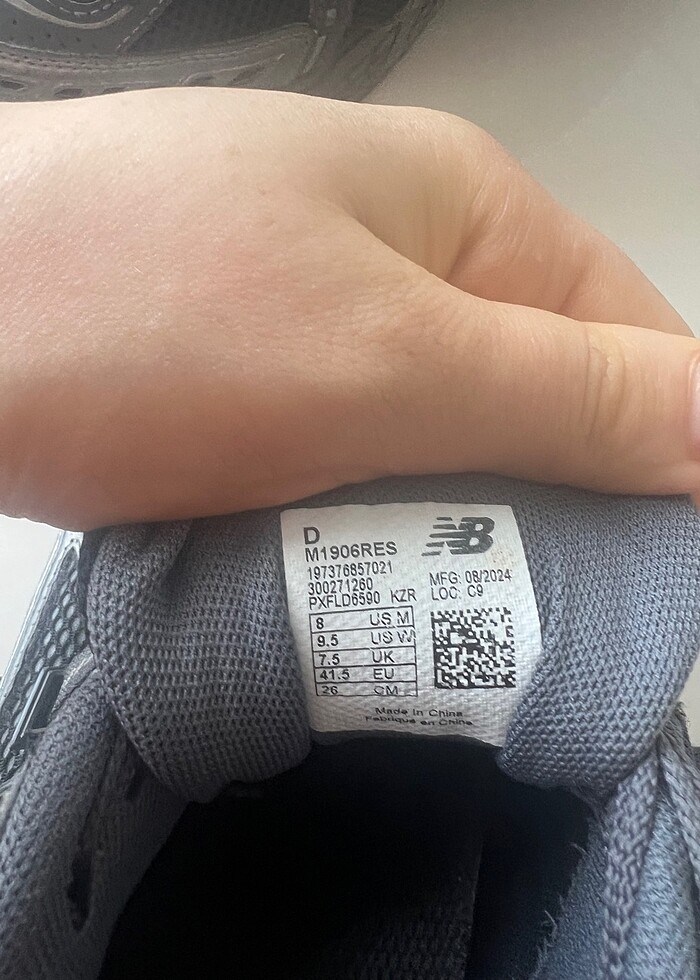 D
M1906RES
197376857021
300271260
PXFLD6590 KZR
NB
MFG: 08/2024
LOC: C9
8 US M
9.5 US W
7.5 UK
41.5 EU
26 CM
Made in China
Fabriqué en Chine